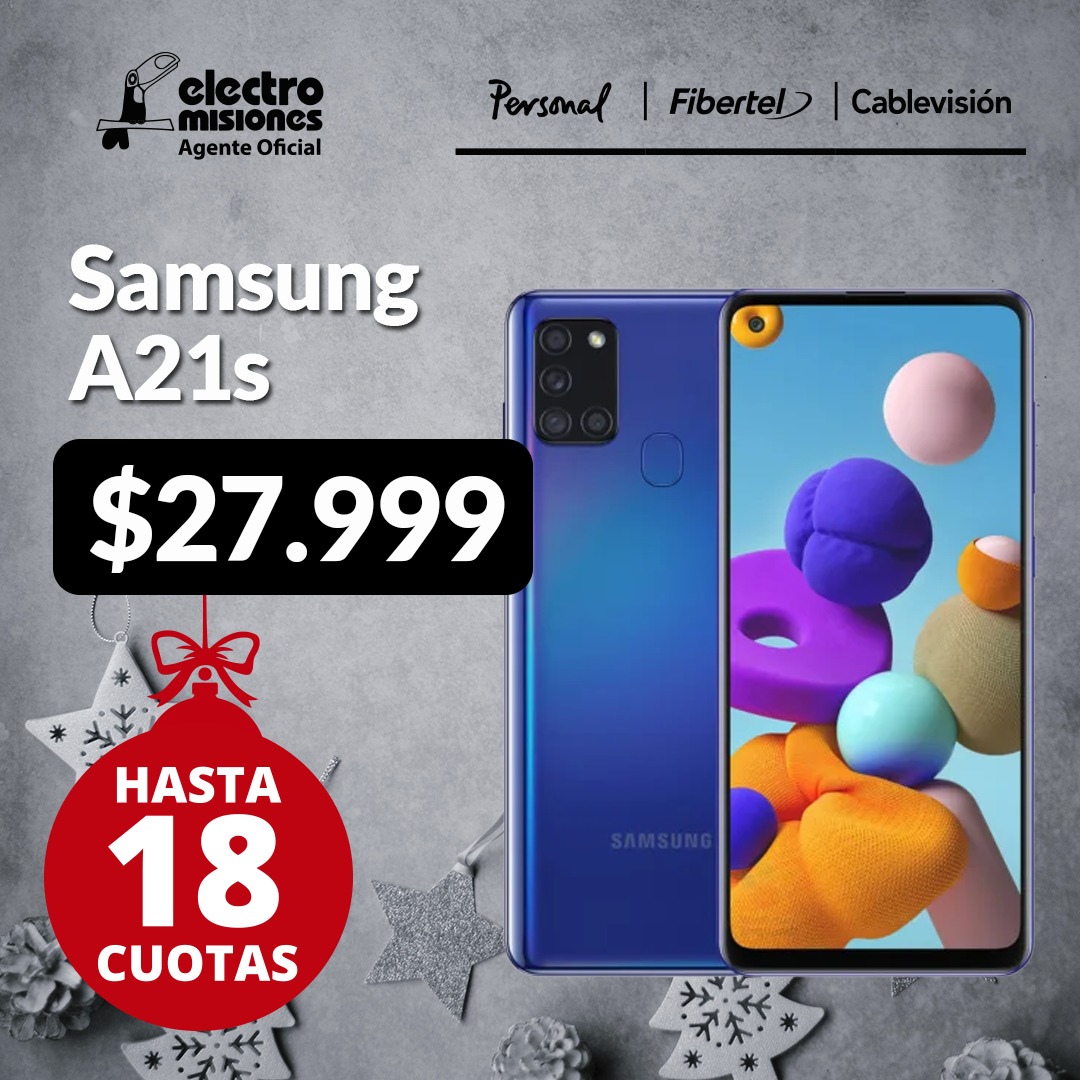 electro
misiones
Agente Oficial
Personal | Fibertel | Cablevisión
Samsung
A21s
$27.999
HASTA
18
CUOTAS
SAMSUNG